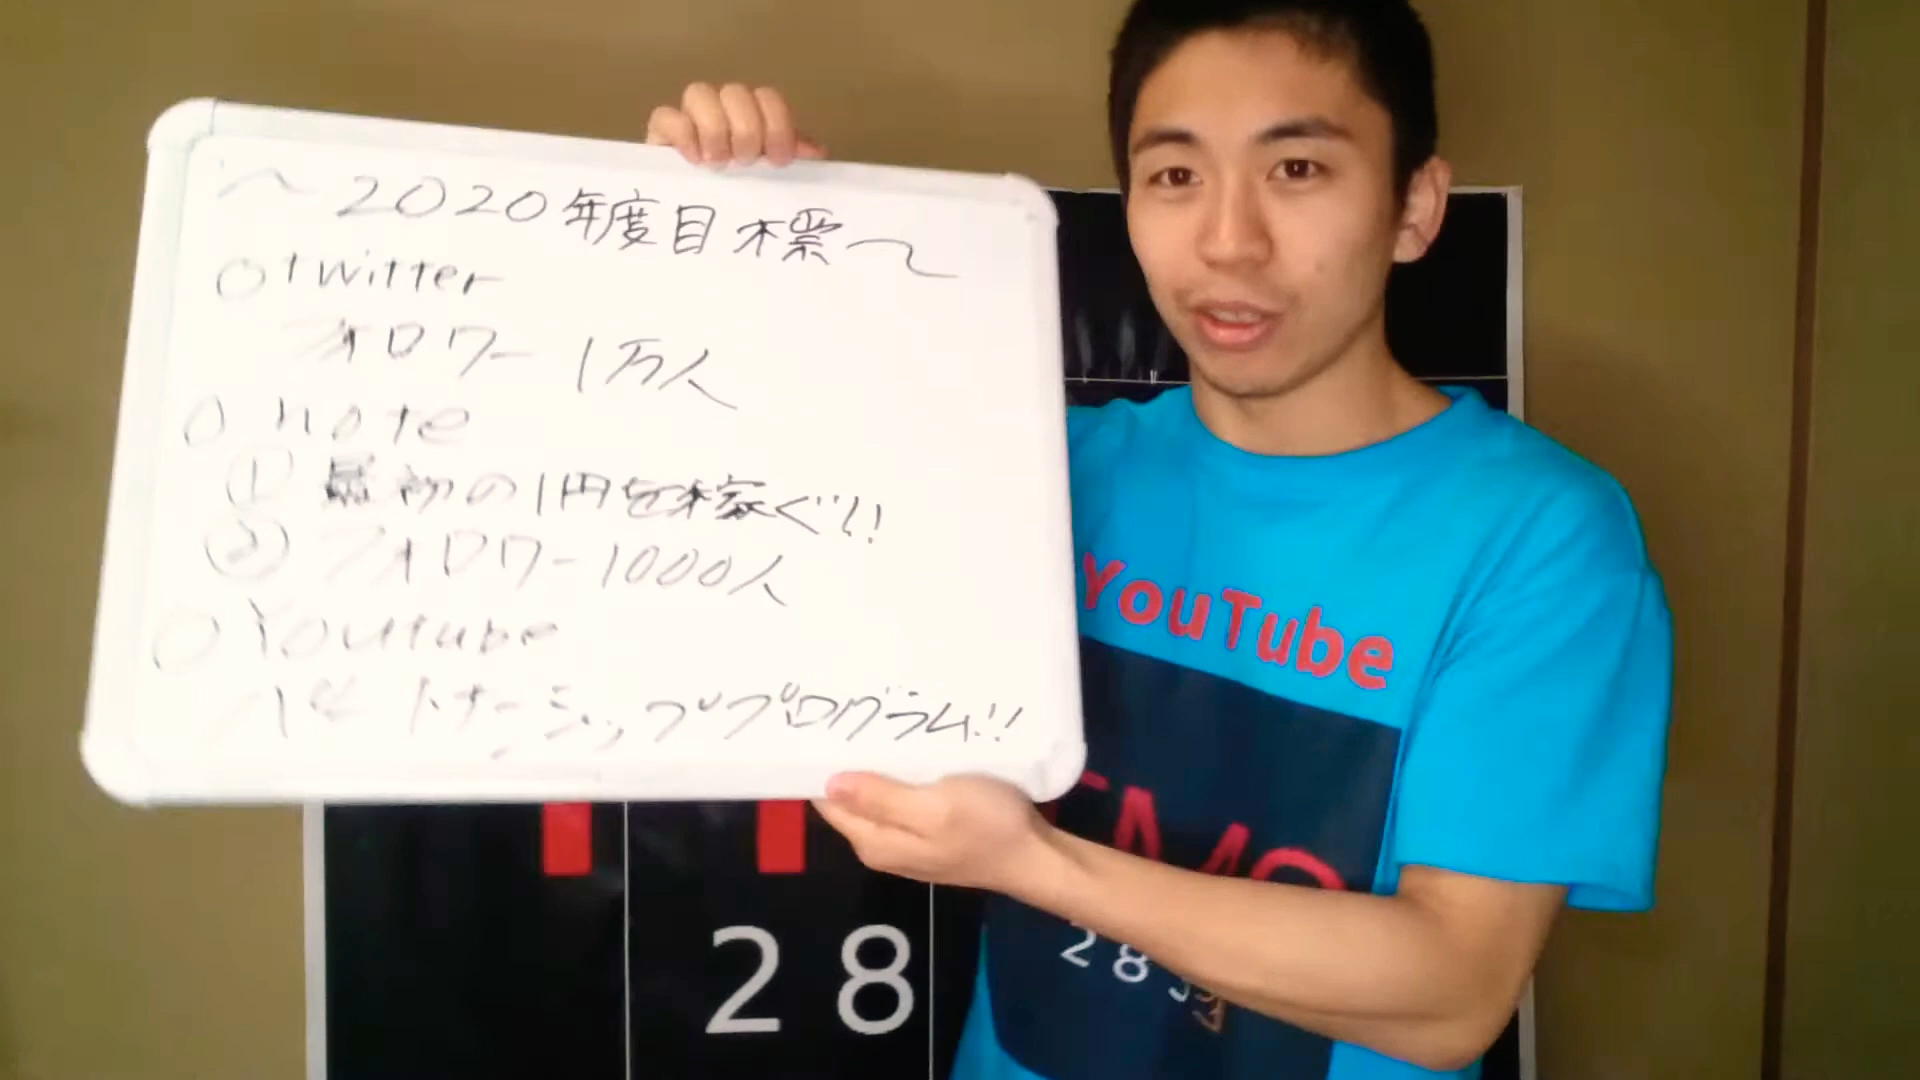 ～2020年度目標～
○twitter
フォロワー1万人
○note
① 最初の1円を稼ぐ!!
② フォロワー1000人
○Youtube
パートナーシッププログラム!!
YouTube
28
28